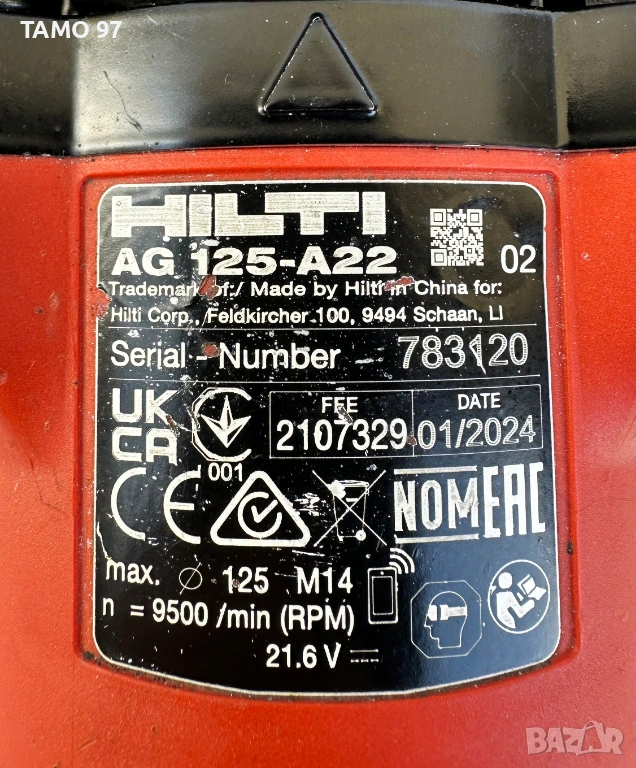 TAMO 97
HILTI
AG 125-A22 02
Trademark of:/ Made by Hilti in China for:
Hilti Corp., Feldkircher 100, 9494 Schaan, LI
Serial - Number 783120
UK
CA
001
FEE
2107329
DATE
01/2024
CE
NOM
EAC
max. ⌀ 125 M14
n = 9500 /min (RPM)
21.6 V ⎓
BAZAR